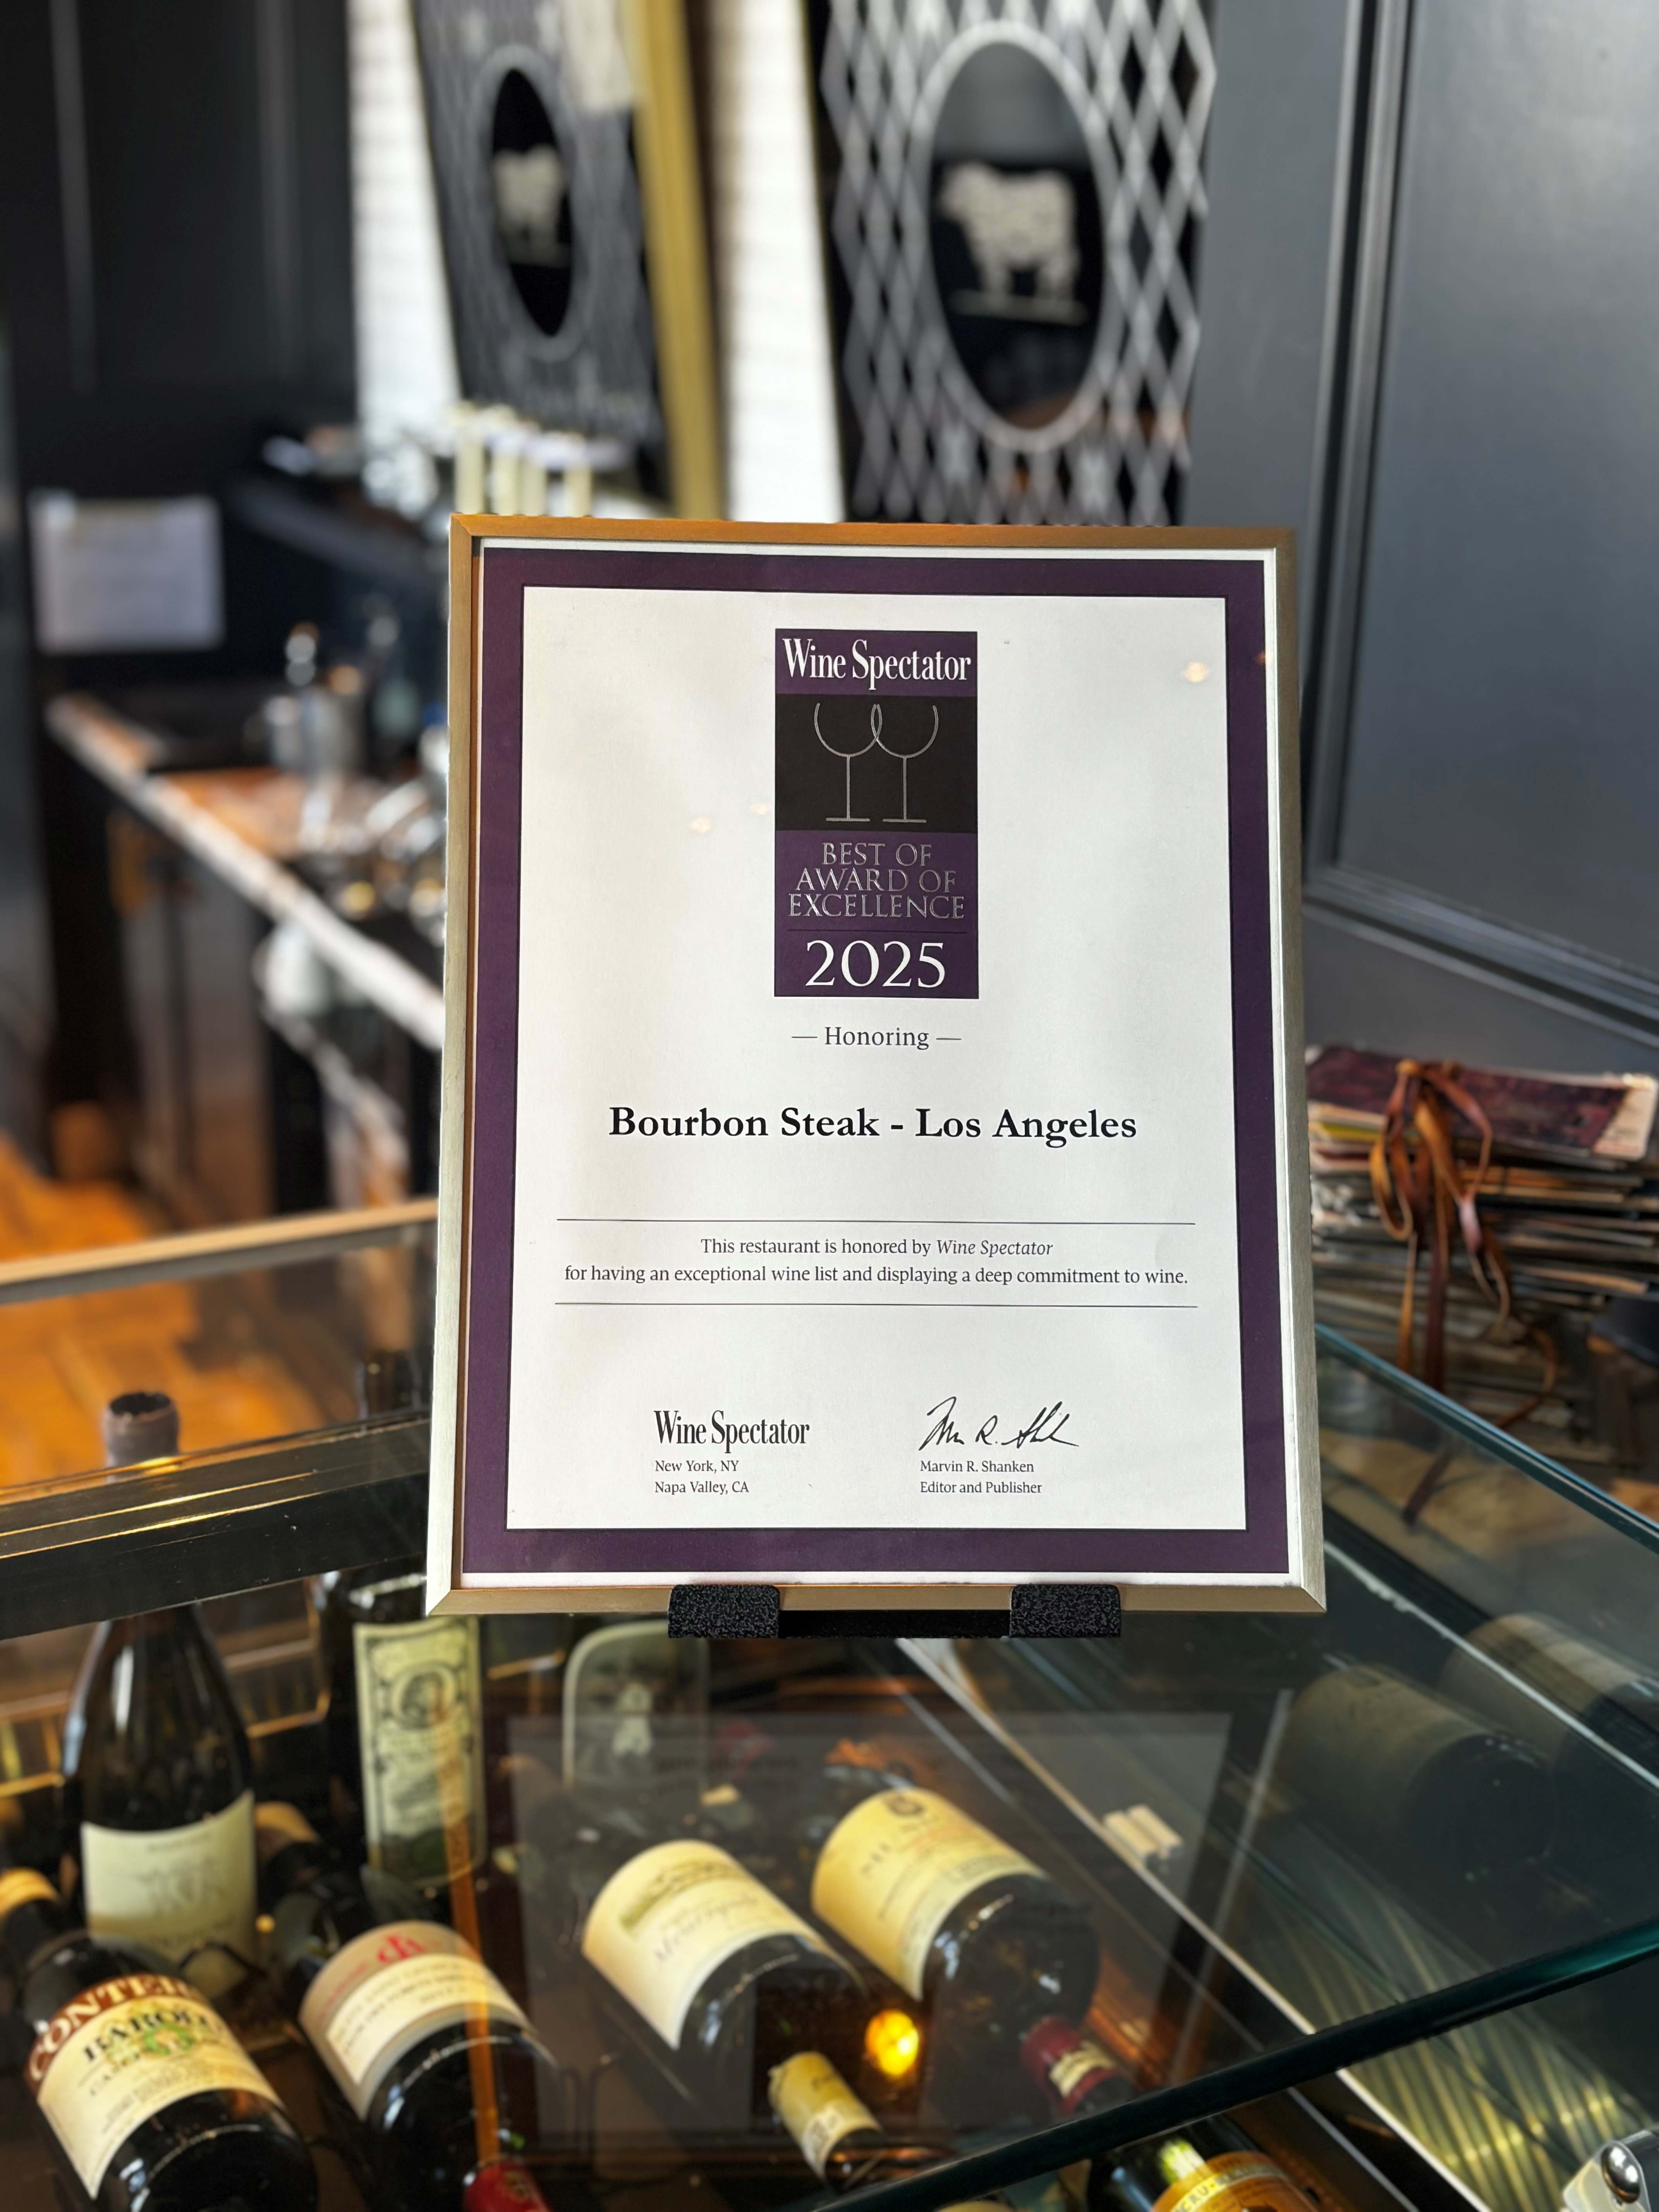 Wine Spectator
BEST OF
AWARD OF
EXCELLENCE
2025
— Honoring —
Bourbon Steak - Los Angeles
This restaurant is honored by Wine Spectator
for having an exceptional wine list and displaying a deep commitment to wine.
Wine Spectator
New York, NY
Napa Valley, CA
Marvin R. Shanken
Editor and Publisher
BAROLO